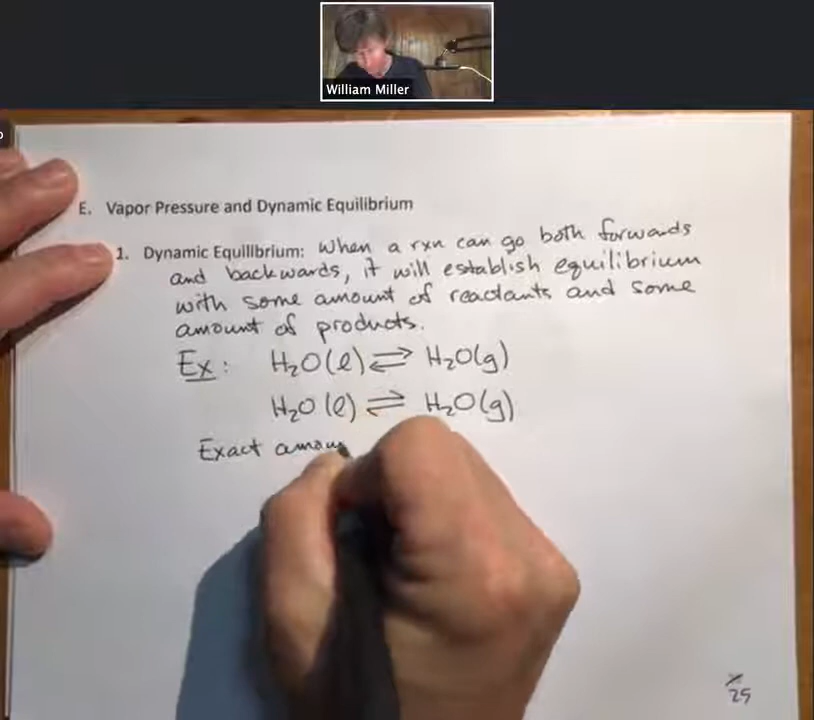 William Miller
E. Vapor Pressure and Dynamic Equilibrium
1. Dynamic Equilibrium: When a rxn can go both forwards
and backwards, it will establish equilibrium
with some amount of reactants and some
amount of products.
Ex: H₂O(l) ⇌ H₂O(g)
H₂O(l) ⇌ H₂O(g)
Exact amou
25